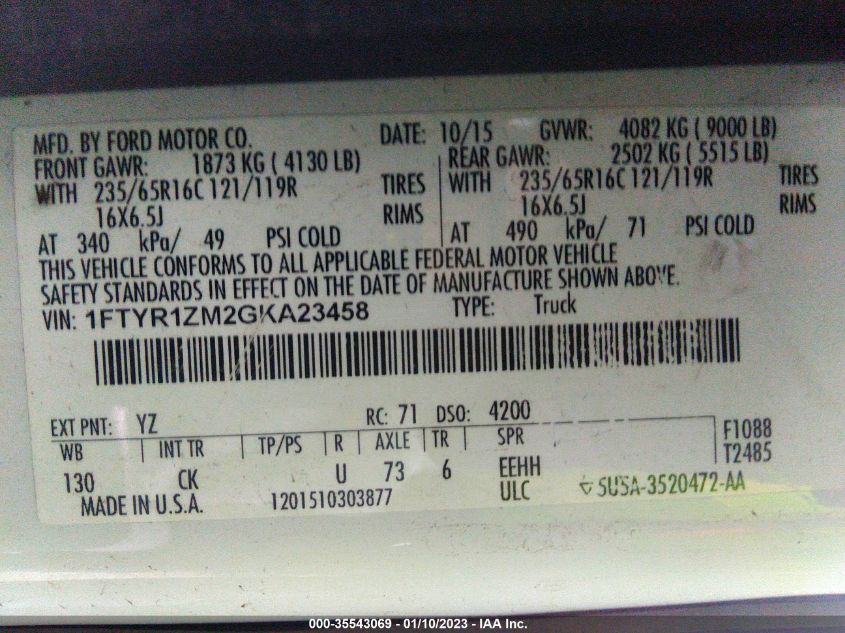 MFD. BY FORD MOTOR CO. DATE: 10/15 GVWR: 4082 KG ( 9000 LB)
FRONT GAWR: 1873 KG ( 4130 LB) REAR GAWR: 2502 KG ( 5515 LB)
WITH 235/65R16C 121/119R TIRES WITH 235/65R16C 121/119R TIRES
16X6.5J RIMS 16X6.5J RIMS
AT 340 kPa/ 49 PSI COLD AT 490 kPa/ 71 PSI COLD
THIS VEHICLE CONFORMS TO ALL APPLICABLE FEDERAL MOTOR VEHICLE
SAFETY STANDARDS IN EFFECT ON THE DATE OF MANUFACTURE SHOWN ABOVE.
VIN: 1FTYR1ZM2GKA23458 TYPE: Truck
EXT PNT: YZ RC: 71 DSO: 4200
WB INT TR TP/PS R AXLE TR SPR F1088
130 CK U 73 6 EEHH T2485
MADE IN U.S.A. 1201510303877 ULC 5U5A-3520472-AA
000-35543069 - 01/10/2023 - IAA Inc.